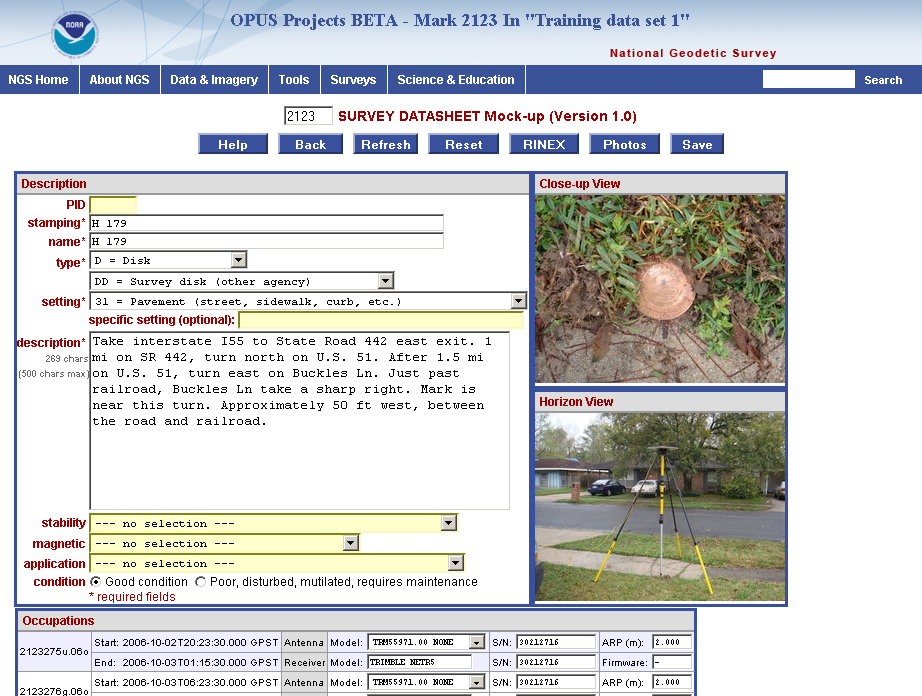 NOAA
OPUS Projects BETA - Mark 2123 In "Training data set 1"
National Geodetic Survey
NGS Home About NGS Data & Imagery Tools Surveys Science & Education Search
2123 SURVEY DATASHEET Mock-up (Version 1.0)
Help Back Refresh Reset RINEX Photos Save
Description
PID
stamping* H 179
name* H 179
type* D = Disk
DD = Survey disk (other agency)
setting* 31 = Pavement (street, sidewalk, curb, etc.)
specific setting (optional):
description*
269 chars
(500 chars max)
Take interstate I55 to State Road 442 east exit. 1
mi on SR 442, turn north on U.S. 51. After 1.5 mi
on U.S. 51, turn east on Buckles Ln. Just past
railroad, Buckles Ln take a sharp right. Mark is
near this turn. Approximately 50 ft west, between
the road and railroad.
stability --- no selection ---
magnetic --- no selection ---
application --- no selection ---
condition Good condition Poor, disturbed, mutilated, requires maintenance
* required fields
Close-up View
Horizon View
Occupations
2123275u.06o
Start: 2006-10-02T20:23:30.000 GPST Antenna Model: TRM55971.00 NONE S/N: 30212716 ARP (m): 2.000
End: 2006-10-03T01:15:30.000 GPST Receiver Model: TRIMBLE NETR5 S/N: 30212716 Firmware: -
2123276g.06o
Start: 2006-10-03T06:23:30.000 GPST Antenna Model: TRM55971.00 NONE S/N: 30212716 ARP (m): 2.000